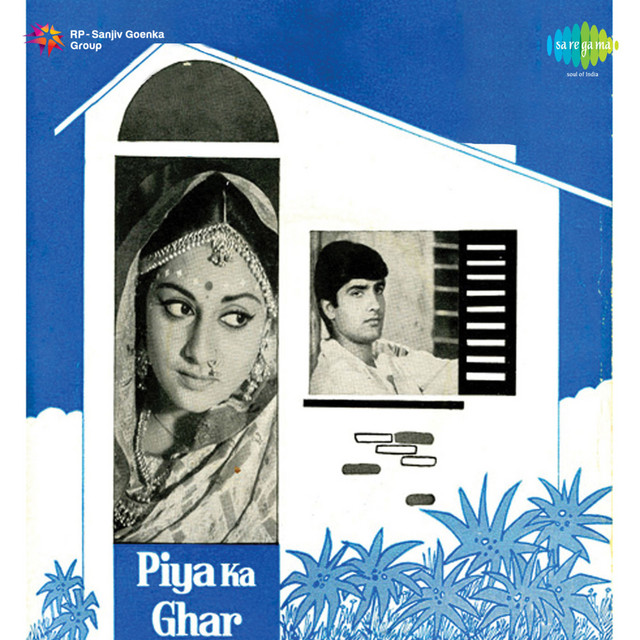 RP - Sanjiv Goenka
Group
sa re ga ma
soul of India
Piya Ka
Ghar